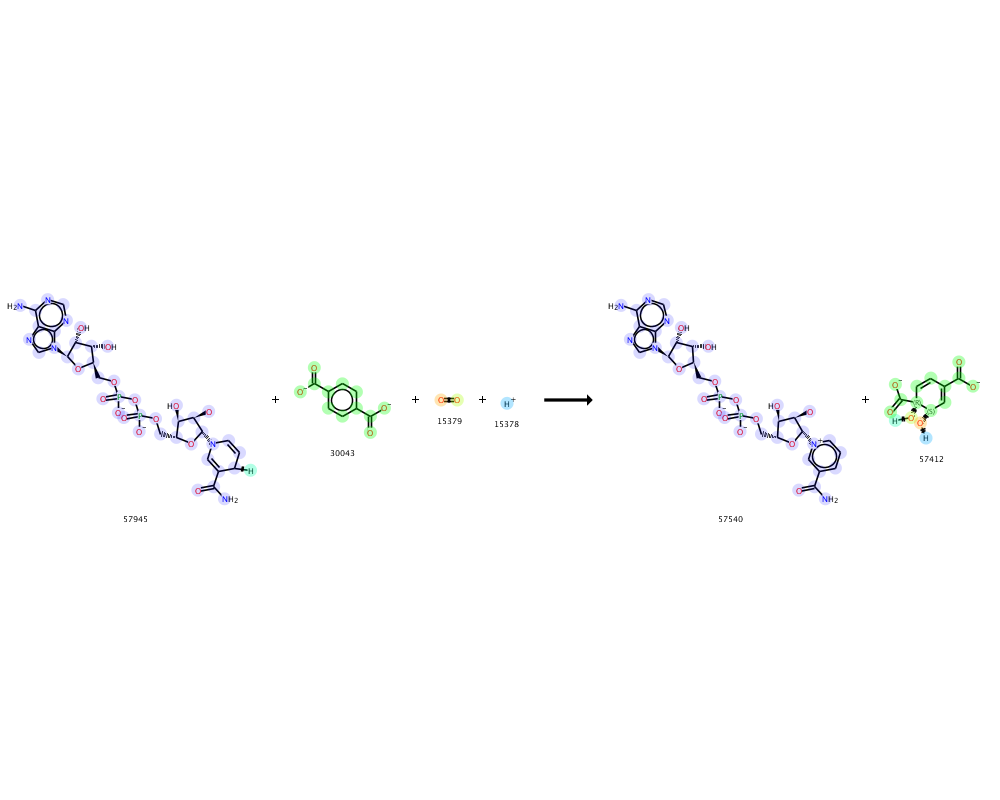 57945
+
30043
+
15379
+
H+
15378
57540
+
57412
H2N
N
N
N
N
OH
OH
O
O
O
P
O-
O
O
P
O-
O
HO
O
O
N
H
O
NH2
O
O-
O-
O
O
O
H2N
N
N
N
N
OH
OH
O
O
O
P
O-
O
O
P
O-
O
HO
O
O
N+
O
NH2
O-
O
O
O-
H
O
O
H